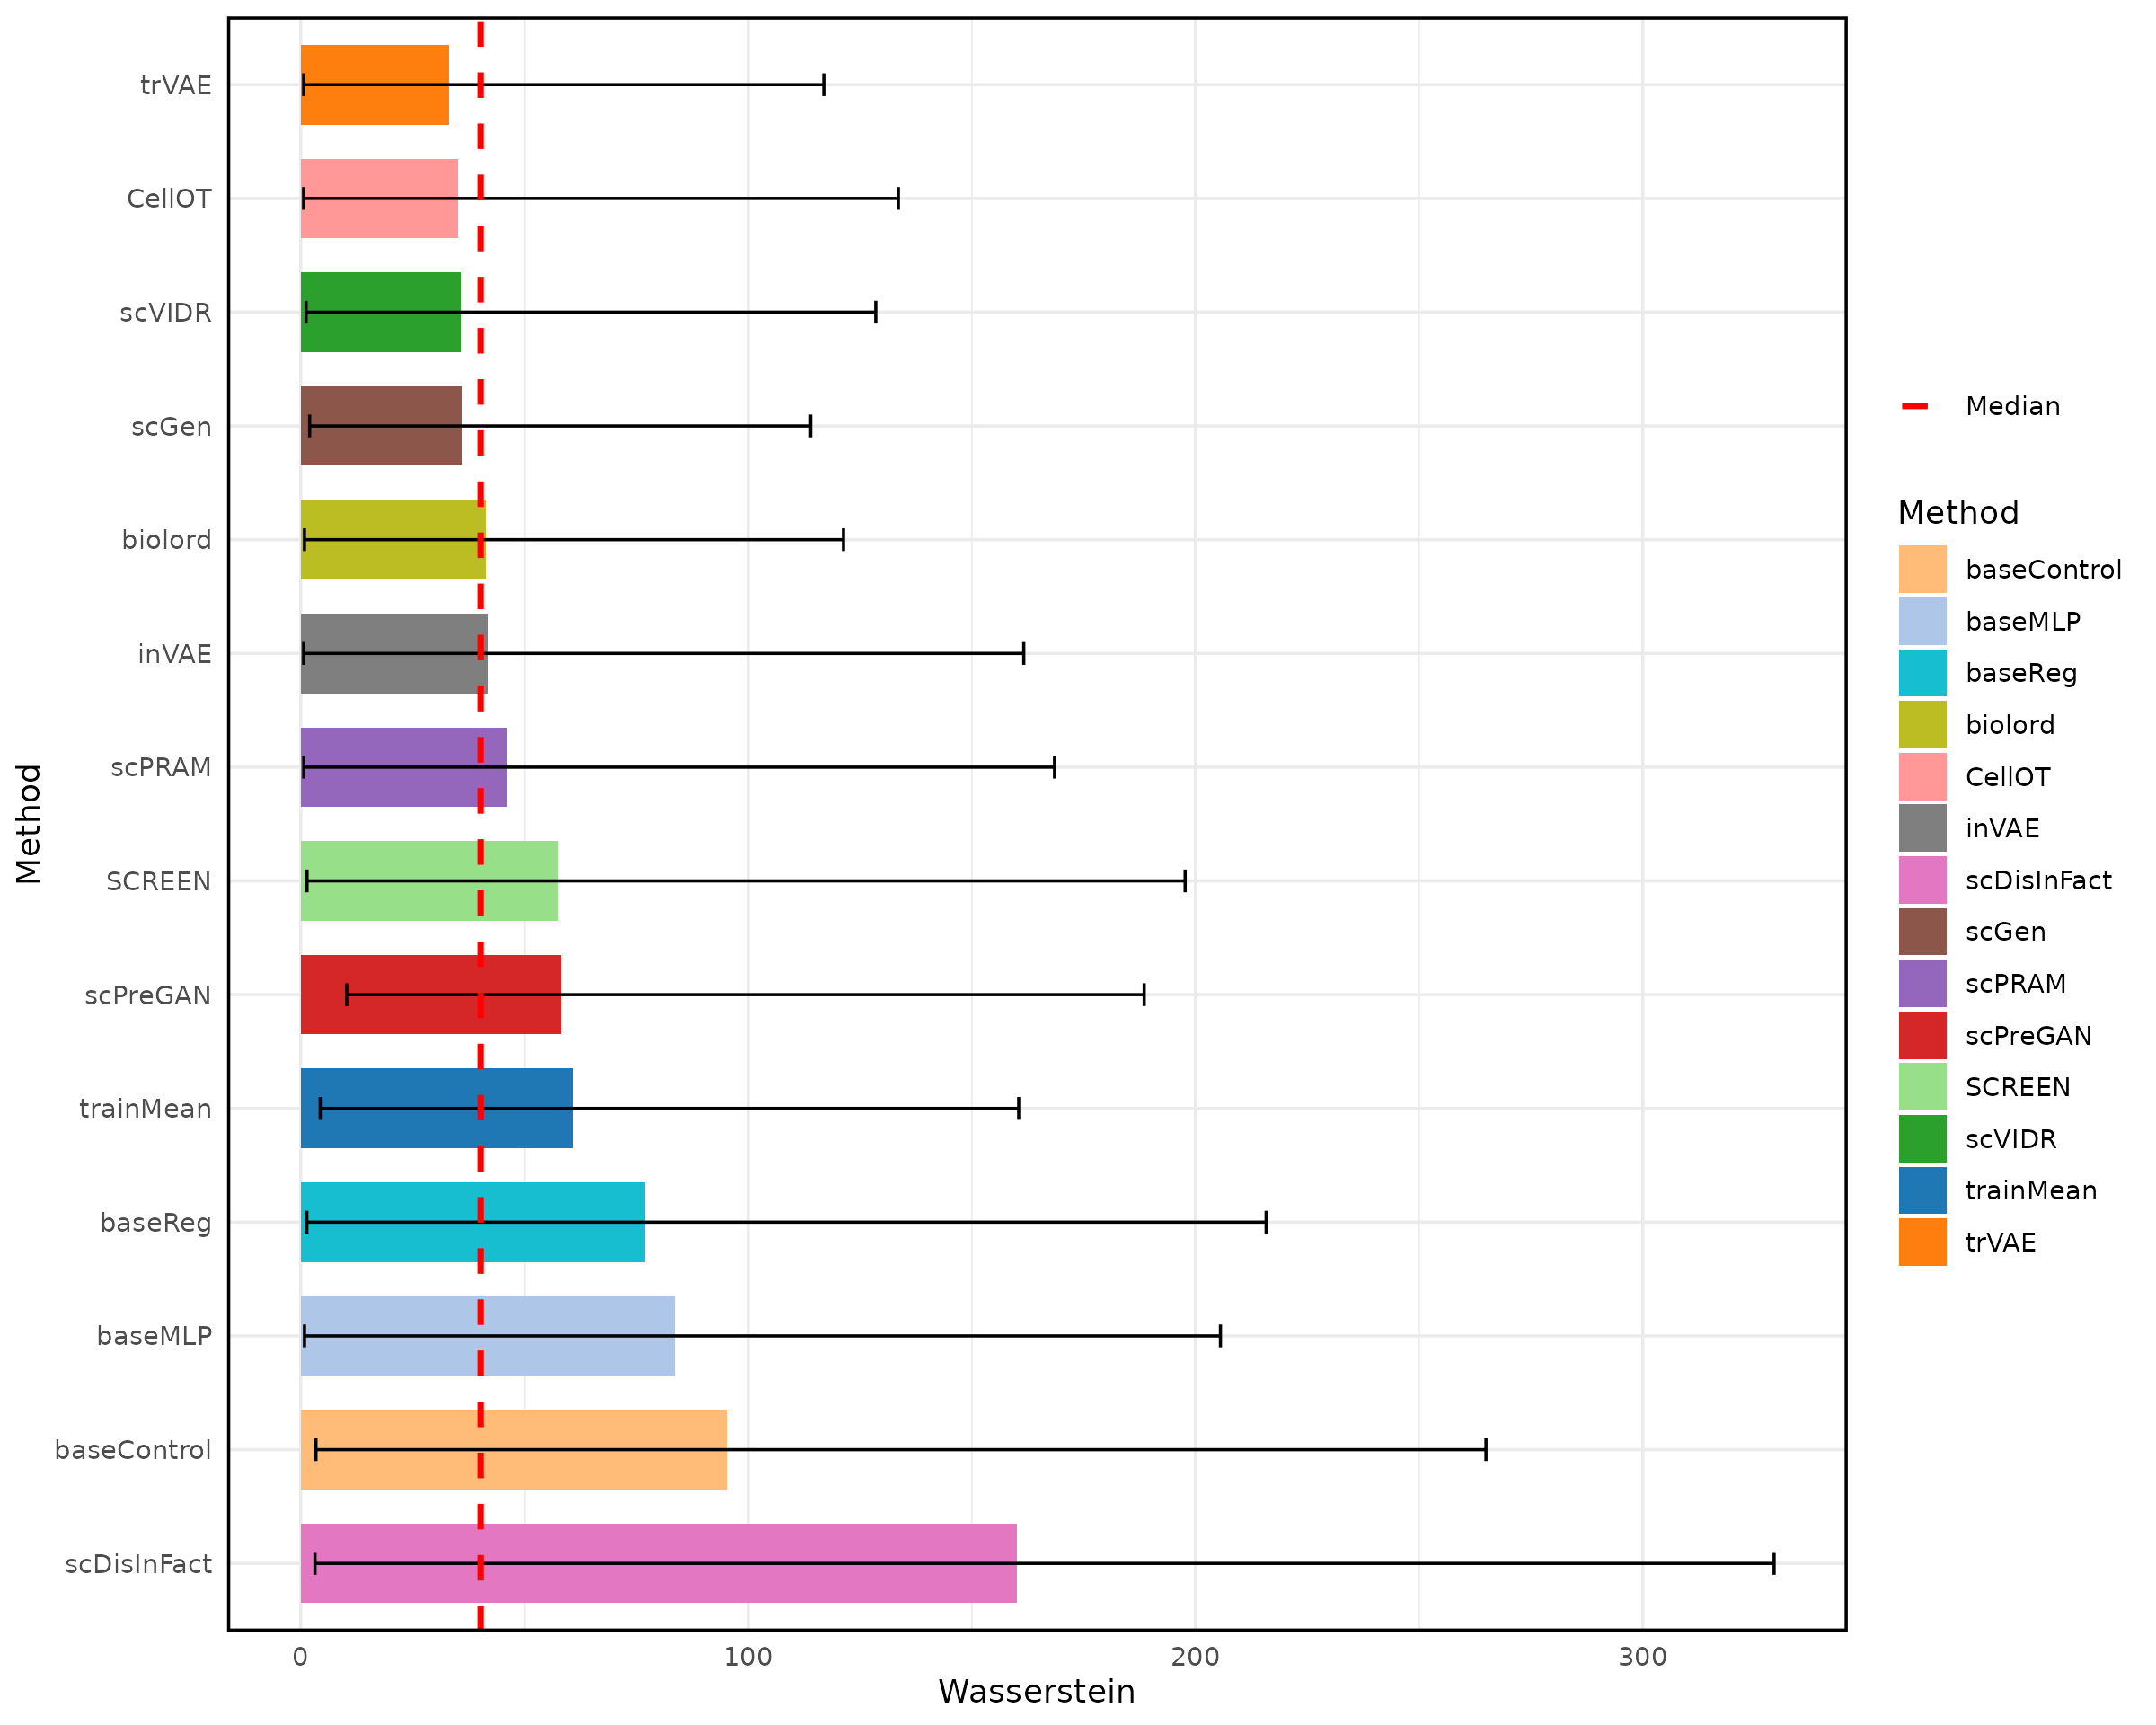 trVAE
CellOT
scVIDR
scGen
biolord
inVAE
scPRAM
SCREEN
scPreGAN
trainMean
baseReg
baseMLP
baseControl
scDisInFact
Method
0 100 200 300
Wasserstein
Median
Method
baseControl
baseMLP
baseReg
biolord
CellOT
inVAE
scDisInFact
scGen
scPRAM
scPreGAN
SCREEN
scVIDR
trainMean
trVAE